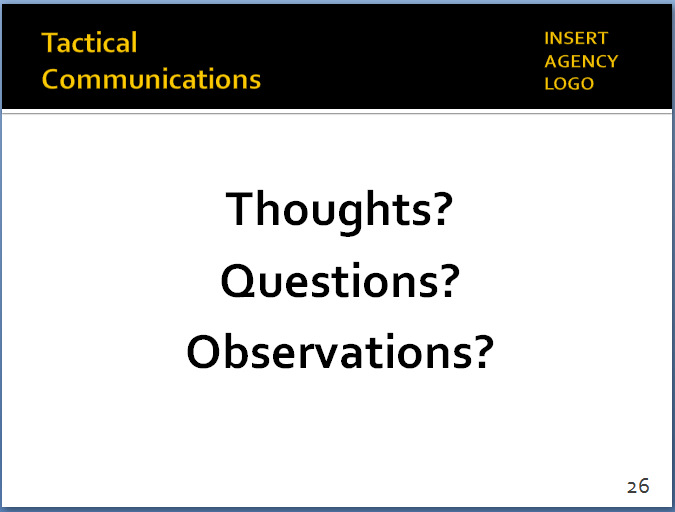 Tactical
Communications
INSERT
AGENCY
LOGO
Thoughts?
Questions?
Observations?
26